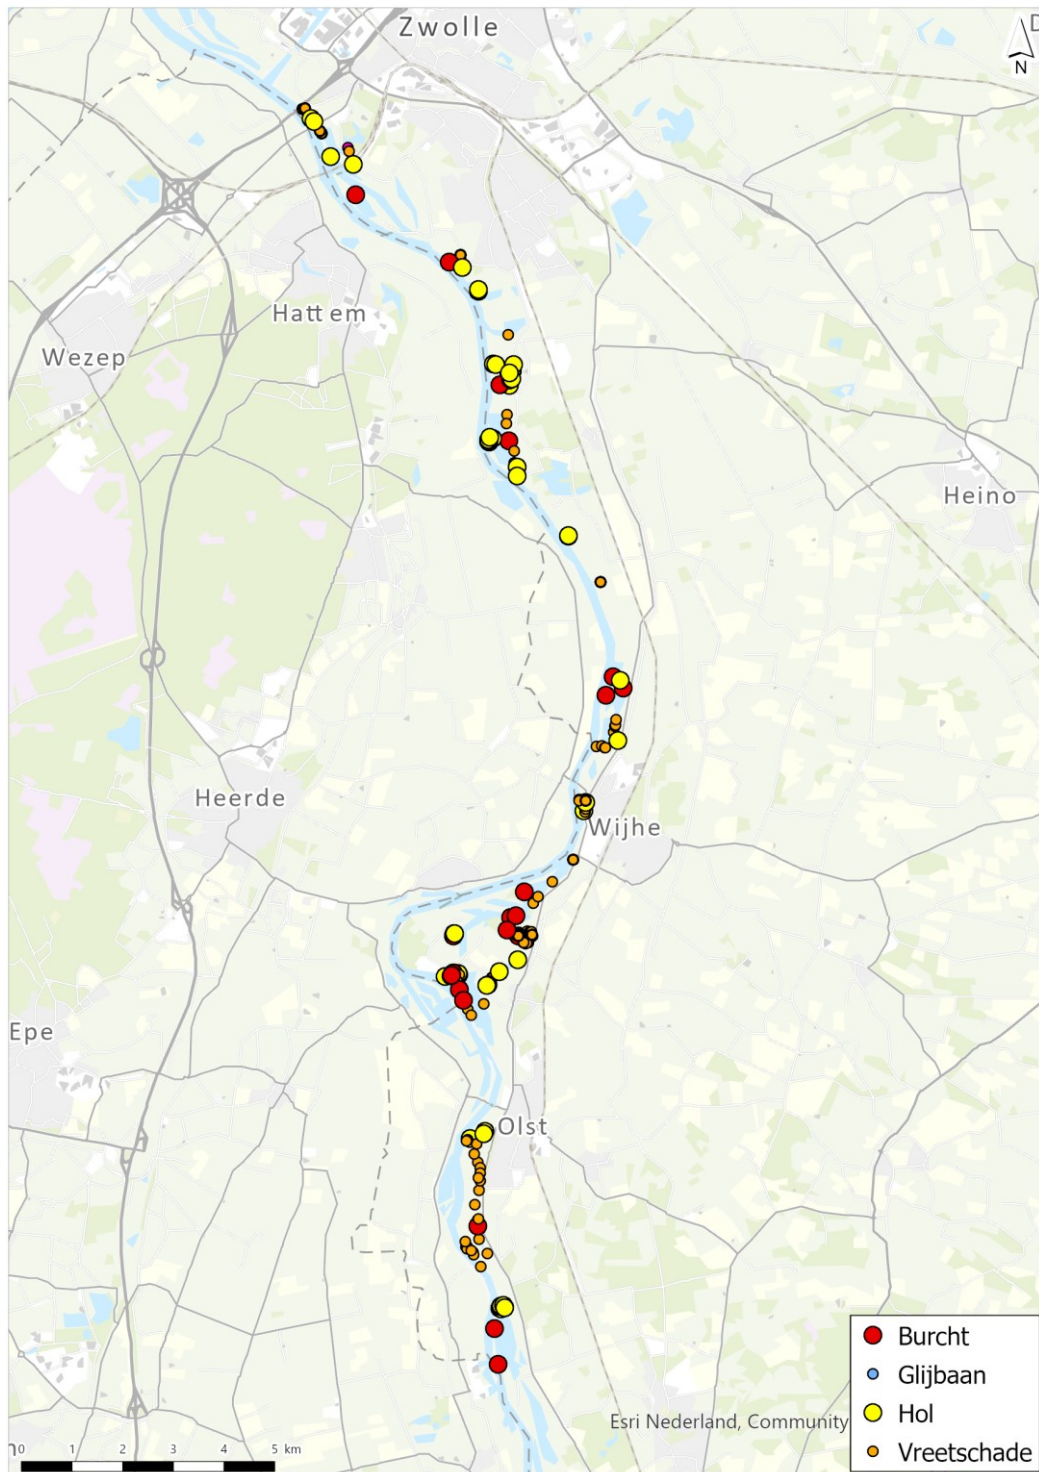 Zwolle
D
N
Hattem
Wezep
Heino
Heerde
Wijhe
Epe
Olst
Burcht
Glijbaan
Hol
Vreetschade
Esri Nederland, Community
n
0 1 2 3 4 5 km